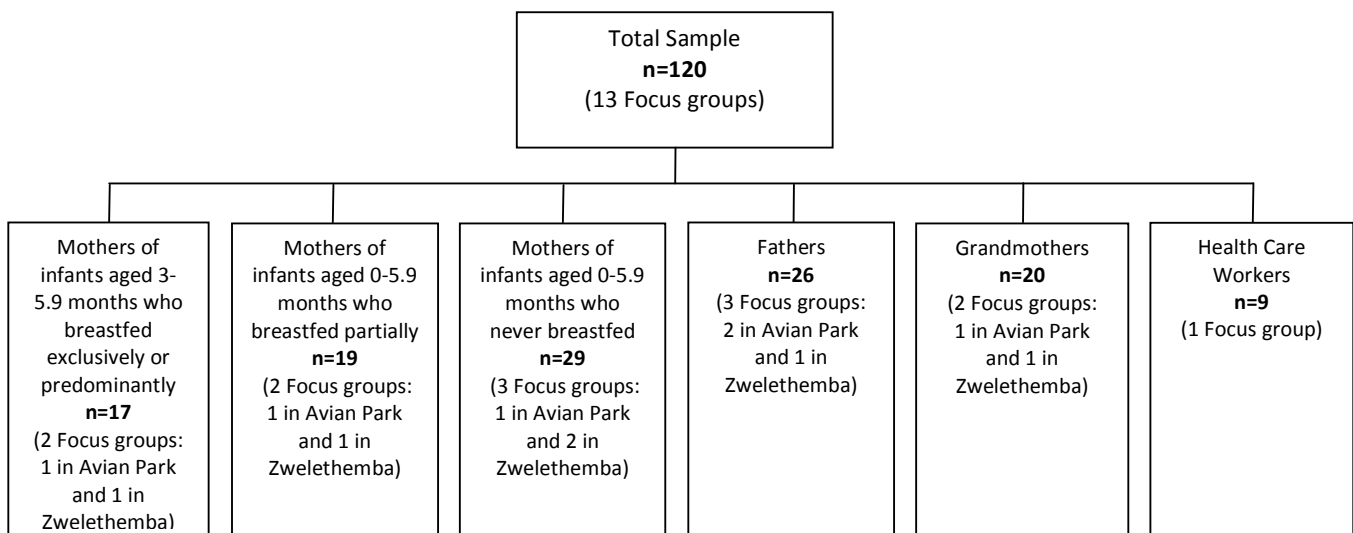 Total Sample
n=120
(13 Focus groups)
Mothers of
infants aged 3-
5.9 months who
breastfed
exclusively or
predominantly
n=17
(2 Focus groups:
1 in Avian Park
and 1 in
Zwelethemba)
Mothers of
infants aged 0-5.9
months who
breastfed partially
n=19
(2 Focus groups:
1 in Avian Park
and 1 in
Zwelethemba)
Mothers of
infants aged 0-5.9
months who
never breastfed
n=29
(3 Focus groups:
1 in Avian Park
and 2 in
Zwelethemba)
Fathers
n=26
(3 Focus groups:
2 in Avian Park
and 1 in
Zwelethemba)
Grandmothers
n=20
(2 Focus groups:
1 in Avian Park
and 1 in
Zwelethemba)
Health Care
Workers
n=9
(1 Focus group)